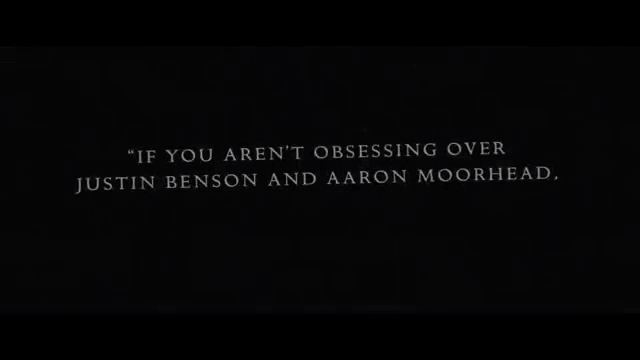 “IF YOU AREN’T OBSESSING OVER
JUSTIN BENSON AND AARON MOORHEAD,